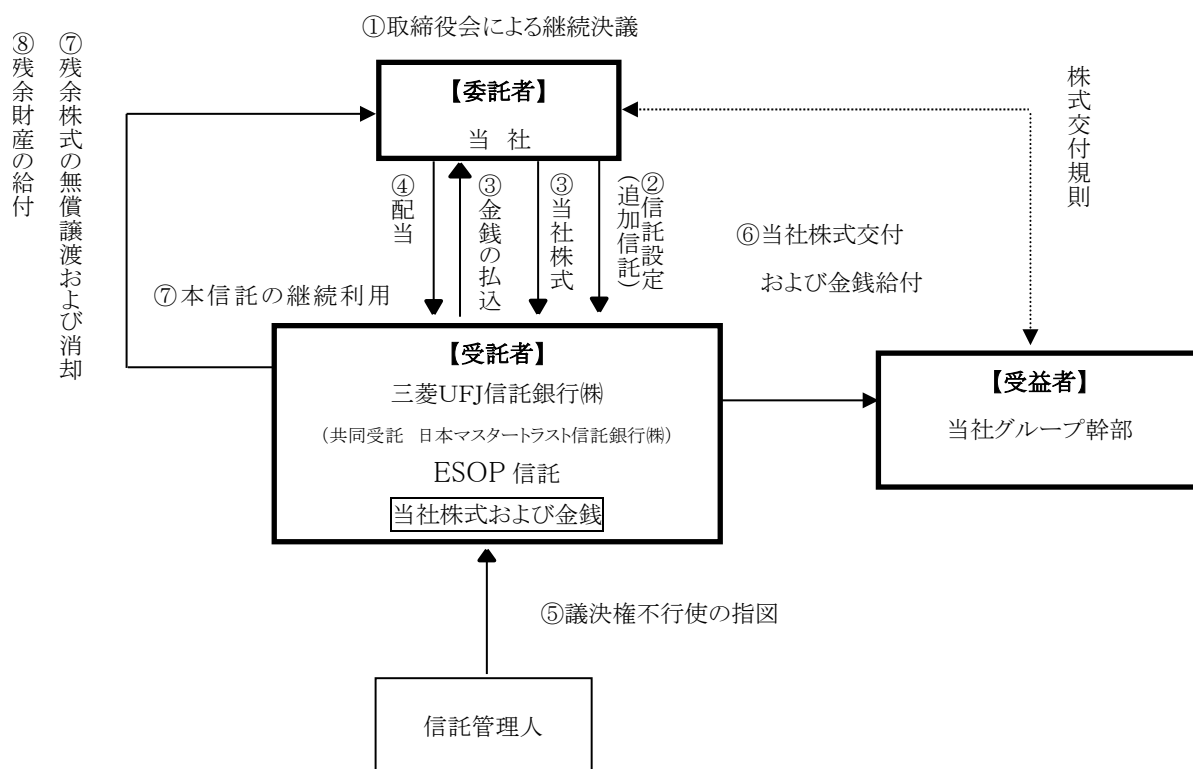 ①取締役会による継続決議
⑧残余財産の給付
⑦残余株式の無償譲渡および消却
【委託者】
当 社
株式交付規則
④配当
③金銭の払込
③当社株式
②信託設定
(追加信託)
⑥当社株式交付
および金銭給付
⑦本信託の継続利用
【受託者】
三菱UFJ信託銀行㈱
(共同受託 日本マスタートラスト信託銀行㈱)
ESOP 信託
当社株式および金銭
【受益者】
当社グループ幹部
⑤議決権不行使の指図
信託管理人